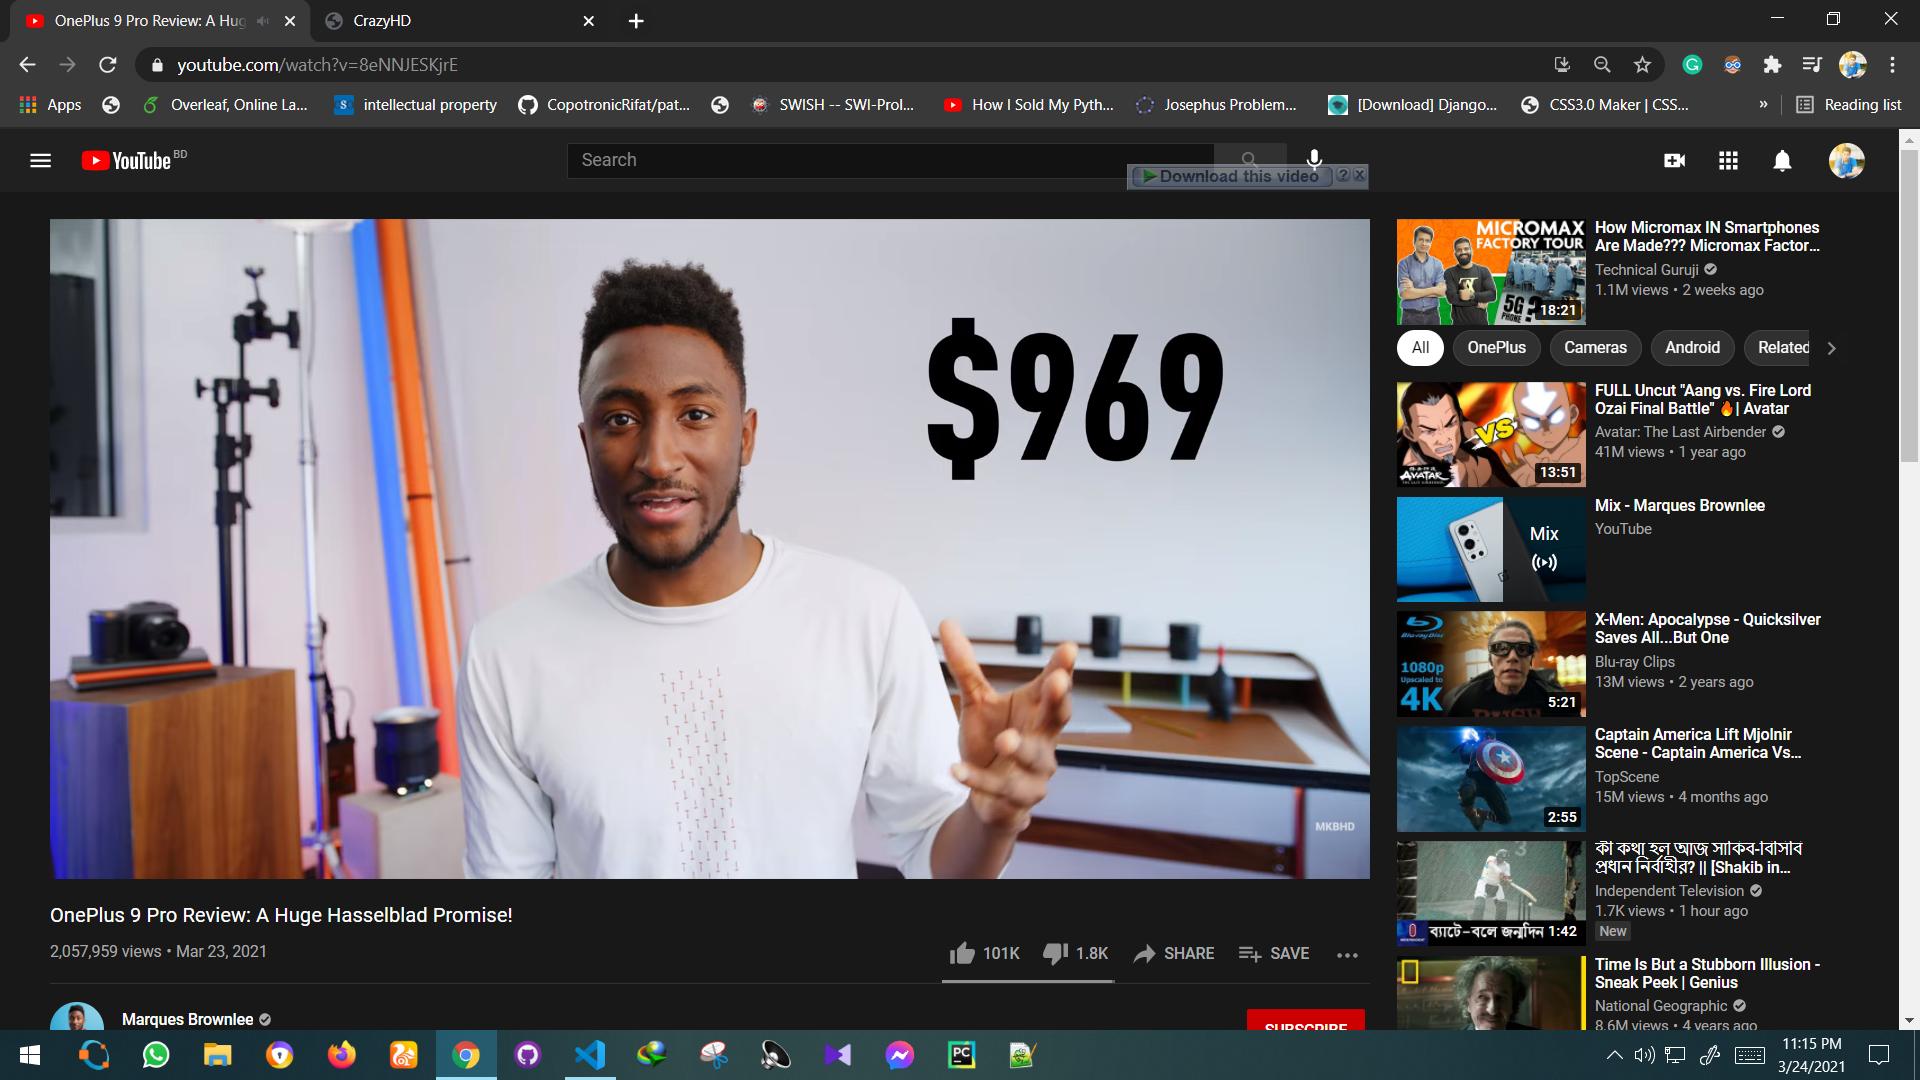 OnePlus 9 Pro Review: A Hug
CrazyHD
youtube.com/watch?v=8eNNJESKjrE
Apps
Overleaf, Online La...
intellectual property
CopotronicRifat/pat...
SWISH -- SWI-Prol...
How I Sold My Pyth...
Josephus Problem...
[Download] Django...
CSS3.0 Maker | CSS...
»
Reading list
YouTube BD
Search
Download this video
$969
MKBHD
OnePlus 9 Pro Review: A Huge Hasselblad Promise!
2,057,959 views • Mar 23, 2021
101K
1.8K
SHARE
SAVE
Marques Brownlee
SUBSCRIBE
MICROMAX
FACTORY TOUR
5G ?
PHONE
18:21
How Micromax IN Smartphones
Are Made??? Micromax Factor...
Technical Guruji
1.1M views • 2 weeks ago
All
OnePlus
Cameras
Android
Related
VS
AVATAR
13:51
FULL Uncut "Aang vs. Fire Lord
Ozai Final Battle" 🔥| Avatar
Avatar: The Last Airbender
41M views • 1 year ago
Mix
Mix - Marques Brownlee
YouTube
Blu-ray Disc
1080p
Upscaled to
4K
5:21
X-Men: Apocalypse - Quicksilver
Saves All...But One
Blu-ray Clips
13M views • 2 years ago
2:55
Captain America Lift Mjolnir
Scene - Captain America Vs...
TopScene
15M views • 4 months ago
ব্যাটে-বলে জন্মদিন
1:42
কী কথা হল আজ সাকিব-বিসিবি
প্রধান নির্বাহীর? || [Shakib in...
Independent Television
1.7K views • 1 hour ago
New
Time Is But a Stubborn Illusion -
Sneak Peek | Genius
National Geographic
8.6M views • 4 years ago
PC
11:15 PM
3/24/2021